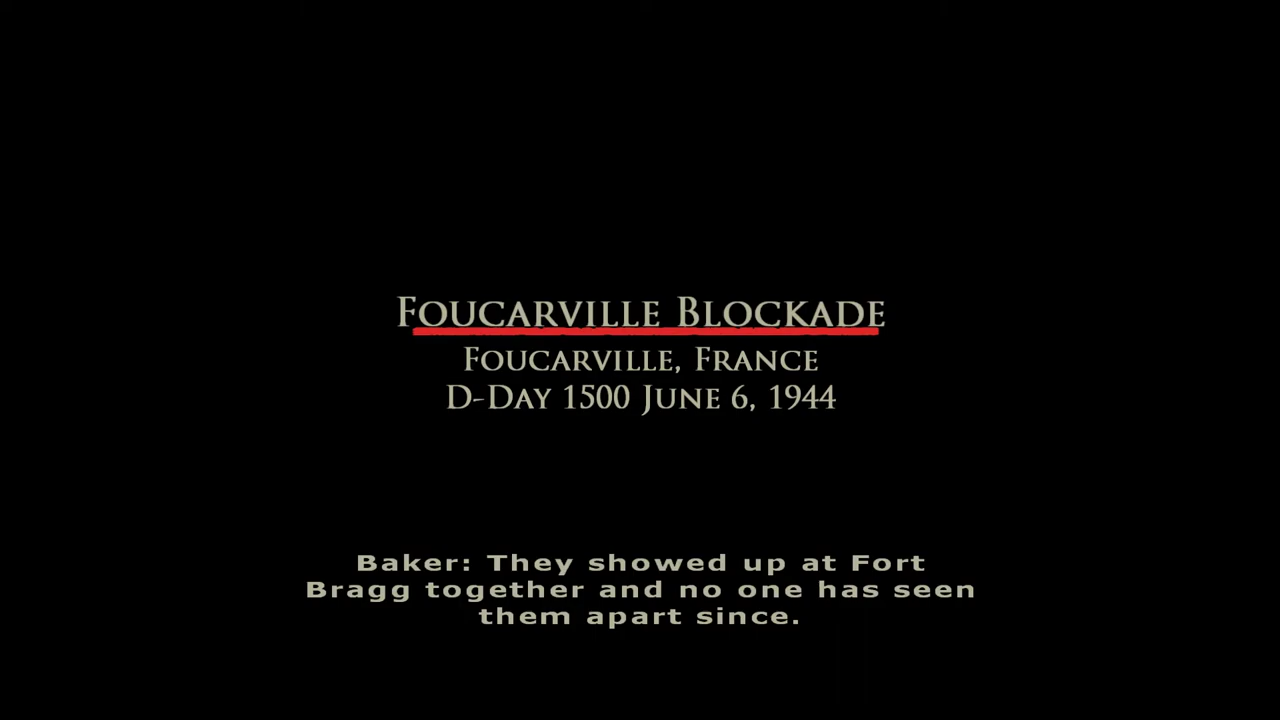 Foucarville Blockade
Foucarville, France
D-Day 1500 June 6, 1944
Baker: They showed up at Fort
Bragg together and no one has seen
them apart since.